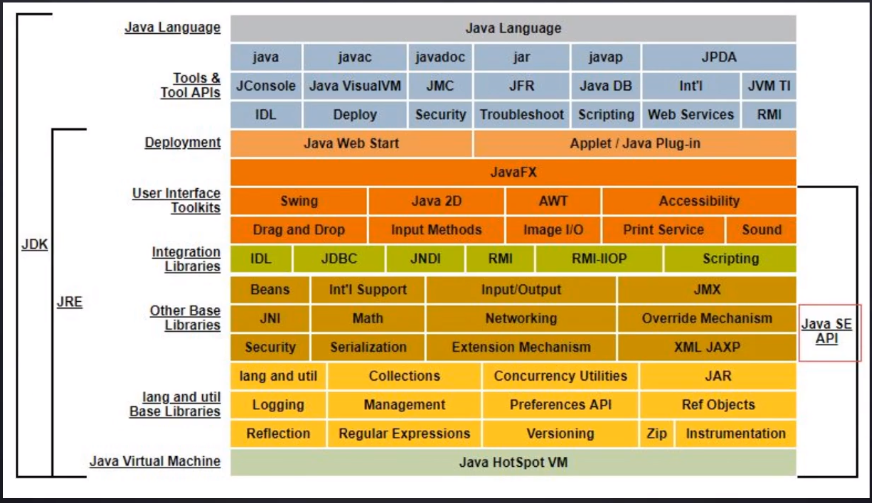 Java Language Java Language
java javac javadoc jar javap JPDA
Tools &
Tool APIs
JConsole Java VisualVM JMC JFR Java DB Int'l JVM TI
IDL Deploy Security Troubleshoot Scripting Web Services RMI
Deployment Java Web Start Applet / Java Plug-in
JavaFX
User Interface
Toolkits
Swing Java 2D AWT Accessibility
Drag and Drop Input Methods Image I/O Print Service Sound
JDK
Integration
Libraries
IDL JDBC JNDI RMI RMI-IIOP Scripting
JRE
Beans Int'l Support Input/Output JMX
Other Base
Libraries
JNI Math Networking Override Mechanism
Java SE
API
Security Serialization Extension Mechanism XML JAXP
lang and util Collections Concurrency Utilities JAR
lang and util
Base Libraries
Logging Management Preferences API Ref Objects
Reflection Regular Expressions Versioning Zip Instrumentation
Java Virtual Machine Java HotSpot VM